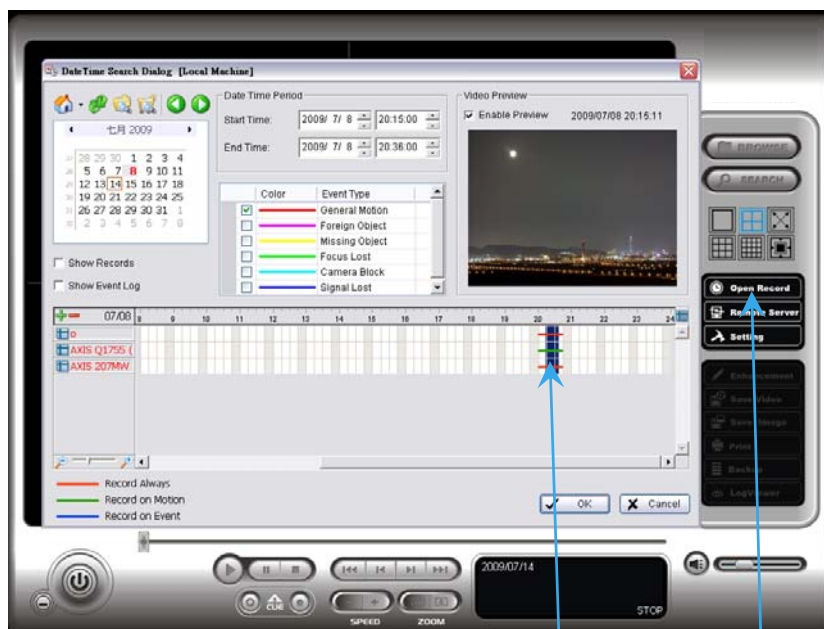 DateTime Search Dialog [Local Machine]
七月 2009
28 29 30 1 2 3 4
5 6 7 8 9 10 11
12 13 14 15 16 17 18
19 20 21 22 23 24 25
26 27 28 29 30 31 1
2 3 4 5 6 7 8
Show Records
Show Event Log
Date Time Period
Start Time: 2009/ 7/ 8 20:15:00
End Time: 2009/ 7/ 8 20:36:00
Color Event Type
General Motion
Foreign Object
Missing Object
Focus Lost
Camera Block
Signal Lost
Video Preview
Enable Preview 2009/07/08 20:15:11
07/08 8 9 10 11 12 13 14 15 16 17 18 19 20 21 22 23 24
AXIS Q1755 (
AXIS 207MW
Record Always
Record on Motion
Record on Event
OK Cancel
BROWSE
SEARCH
Open Record
Remote Server
Setting
Enhancement
Save Video
Save Image
Print
Backup
LogViewer
CUE
SPEED ZOOM
2009/07/14
STOP